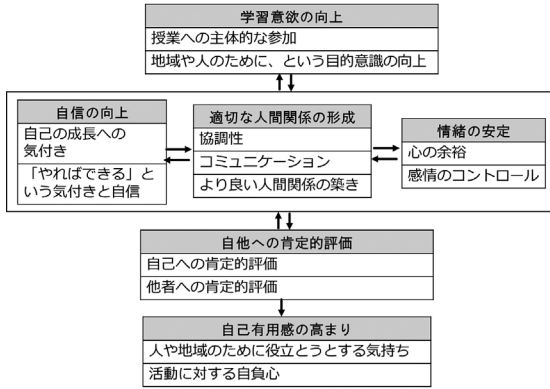 学習意欲の向上
授業への主体的な参加
地域や人のために、という目的意識の向上
自信の向上
自己の成長への
気付き
「やればできる」と
いう気付きと自信
適切な人間関係の形成
協調性
コミュニケーション
より良い人間関係の築き
情緒の安定
心の余裕
感情のコントロール
自他への肯定的評価
自己への肯定的評価
他者への肯定的評価
自己有用感の高まり
人や地域のために役立とうとする気持ち
活動に対する自負心